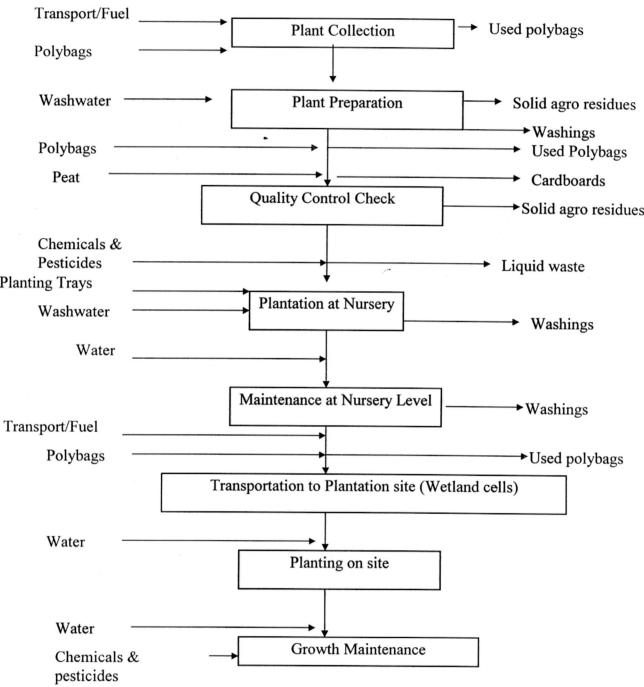 Transport/Fuel
Plant Collection
Used polybags
Polybags
Washwater
Plant Preparation
Solid agro residues
Washings
Polybags
Used Polybags
Peat
Cardboards
Quality Control Check
Solid agro residues
Chemicals &
Pesticides
Liquid waste
Planting Trays
Plantation at Nursery
Washwater
Washings
Water
Maintenance at Nursery Level
Washings
Transport/Fuel
Polybags
Used polybags
Transportation to Plantation site (Wetland cells)
Water
Planting on site
Water
Growth Maintenance
Chemicals &
pesticides